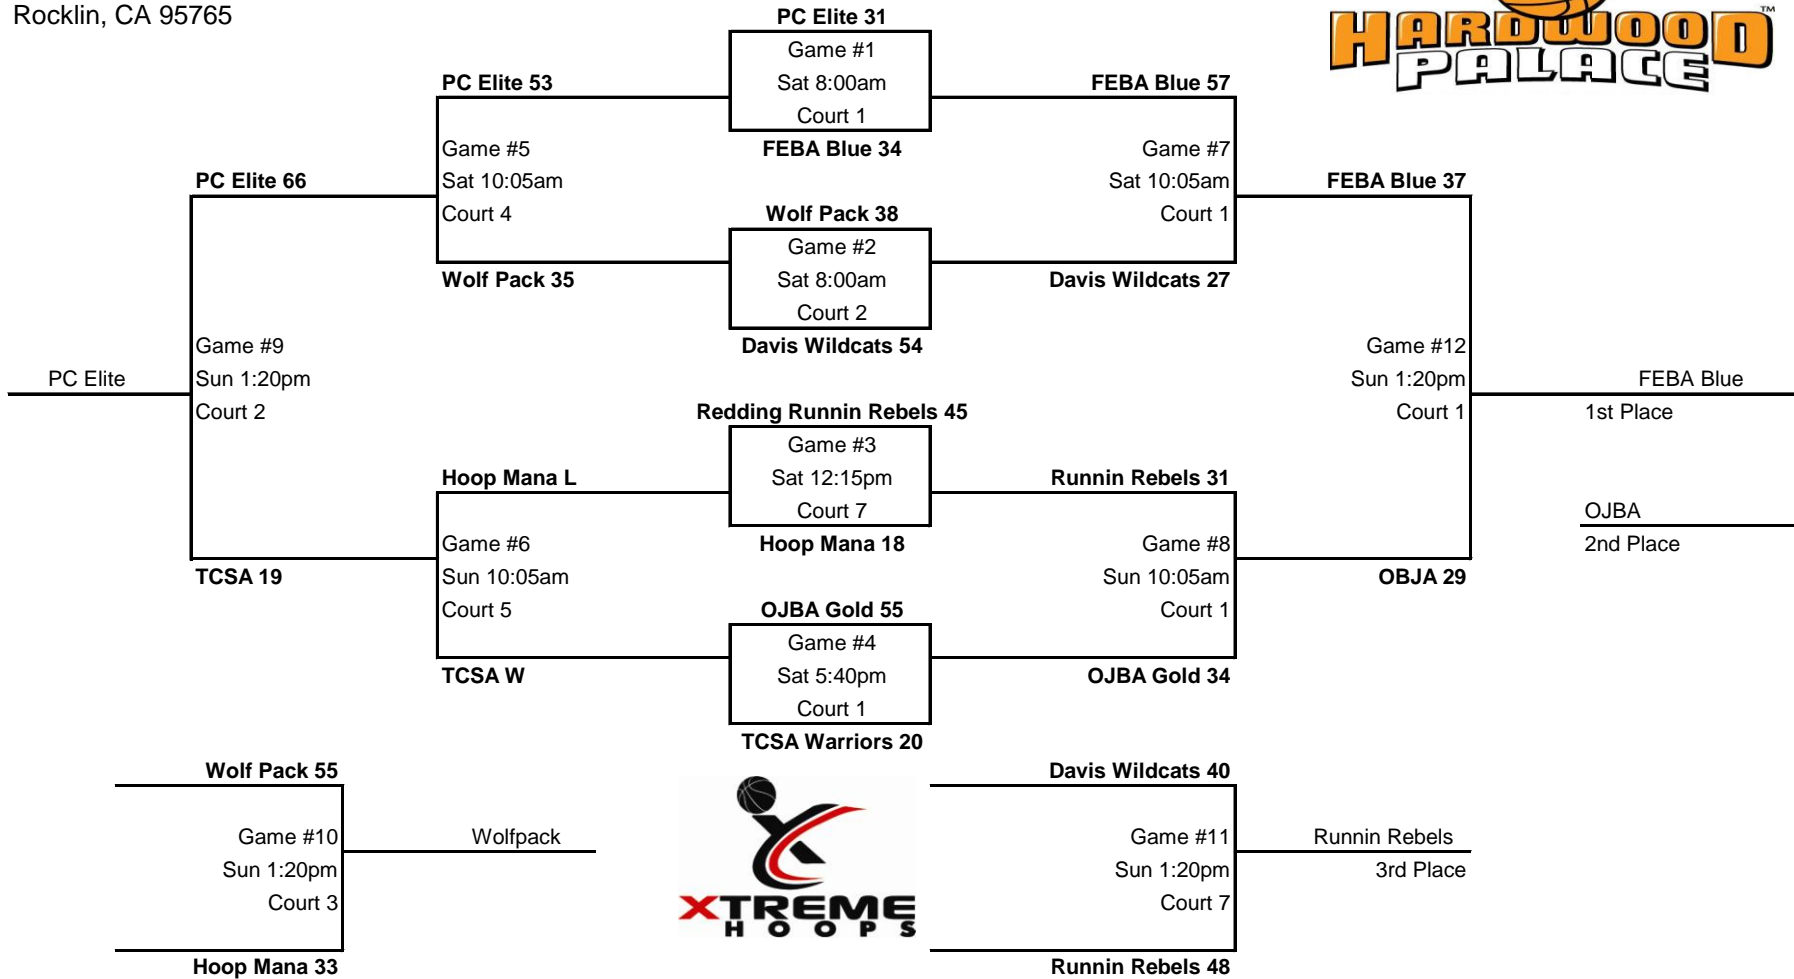 Rocklin, CA 95765
HARDWOOD
PALACE
TM
PC Elite 31
Game #1
Sat 8:00am
Court 1
FEBA Blue 34
PC Elite 53
Game #5
Sat 10:05am
Court 4
Wolf Pack 35
FEBA Blue 57
Game #7
Sat 10:05am
Court 1
Davis Wildcats 27
Wolf Pack 38
Game #2
Sat 8:00am
Court 2
Davis Wildcats 54
PC Elite 66
Game #9
Sun 1:20pm
Court 2
TCSA 19
PC Elite
FEBA Blue 37
Game #12
Sun 1:20pm
Court 1
OBJA 29
FEBA Blue
1st Place
OJBA
2nd Place
Redding Runnin Rebels 45
Game #3
Sat 12:15pm
Court 7
Hoop Mana 18
Hoop Mana L
Game #6
Sun 10:05am
Court 5
TCSA W
Runnin Rebels 31
Game #8
Sun 10:05am
Court 1
OJBA Gold 34
OJBA Gold 55
Game #4
Sat 5:40pm
Court 1
TCSA Warriors 20
Wolf Pack 55
Game #10
Sun 1:20pm
Court 3
Hoop Mana 33
Wolfpack
XTREME
HOOPS
Davis Wildcats 40
Game #11
Sun 1:20pm
Court 7
Runnin Rebels 48
Runnin Rebels
3rd Place